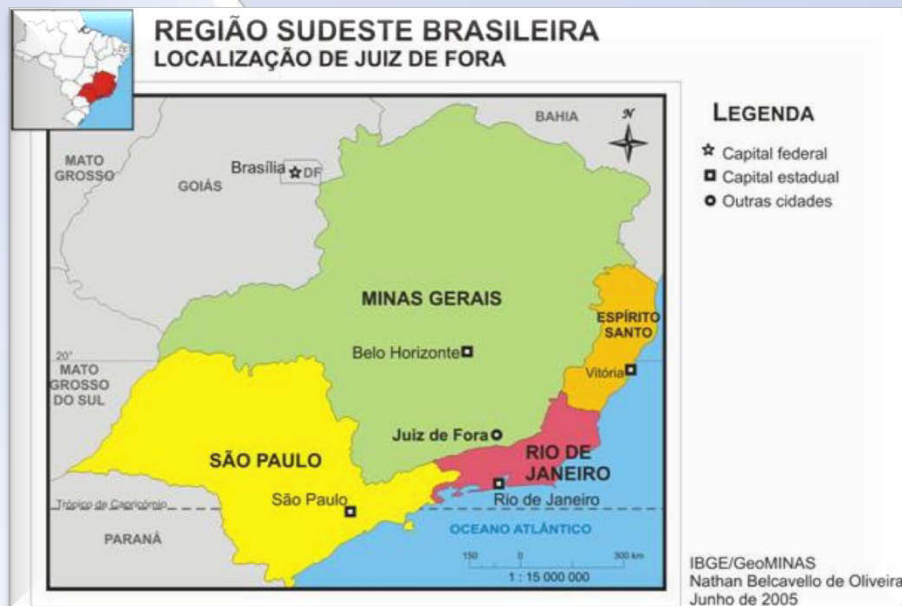 REGIÃO SUDESTE BRASILEIRA
LOCALIZAÇÃO DE JUIZ DE FORA
BAHIA
N
MATO
GROSSO
GOIÁS
Brasília
DF
MINAS GERAIS
ESPÍRITO
SANTO
Belo Horizonte
20°
Vitória
MATO
GROSSO
DO SUL
Juiz de Fora
SÃO PAULO
RIO DE
JANEIRO
São Paulo
Rio de Janeiro
Trópico de Capricórnio
OCEANO ATLÂNTICO
PARANÁ
150 0 300 km
1 : 15 000 000
LEGENDA
Capital federal
Capital estadual
Outras cidades
IBGE/GeoMINAS
Nathan Belcavello de Oliveira
Junho de 2005